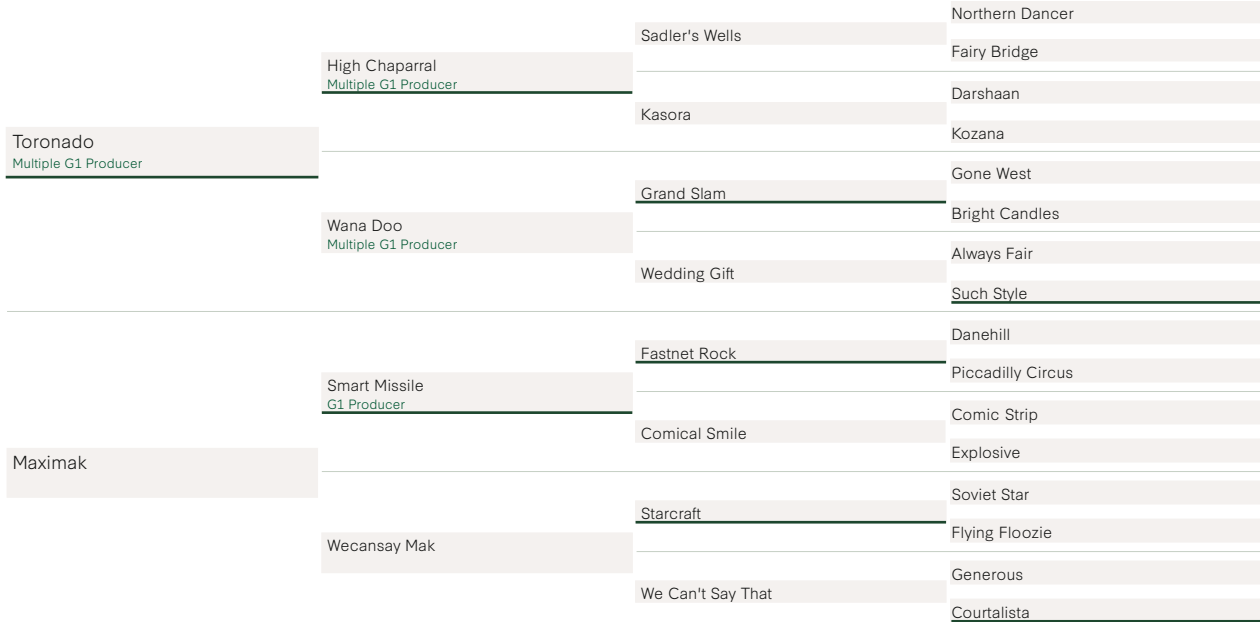 Toronado
Multiple G1 Producer
Maximak
High Chaparral
Multiple G1 Producer
Wana Doo
Multiple G1 Producer
Smart Missile
G1 Producer
Wecansay Mak
Sadler's Wells
Kasora
Grand Slam
Wedding Gift
Fastnet Rock
Comical Smile
Starcraft
We Can't Say That
Northern Dancer
Fairy Bridge
Darshaan
Kozana
Gone West
Bright Candles
Always Fair
Such Style
Danehill
Piccadilly Circus
Comic Strip
Explosive
Soviet Star
Flying Floozie
Generous
Courtalista